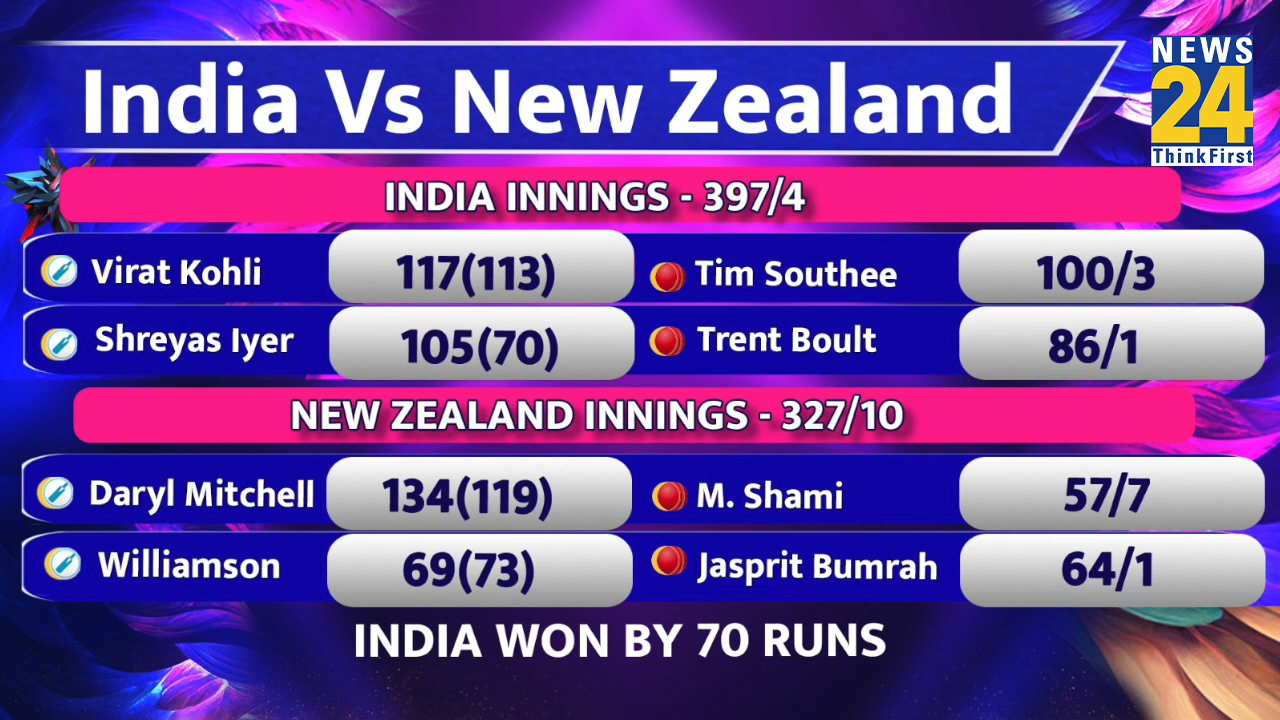 India Vs New Zealand
NEWS
24
ThinkFirst
INDIA INNINGS - 397/4
Virat Kohli 117(113) Tim Southee 100/3
Shreyas Iyer 105(70) Trent Boult 86/1
NEW ZEALAND INNINGS - 327/10
Daryl Mitchell 134(119) M. Shami 57/7
Williamson 69(73) Jasprit Bumrah 64/1
INDIA WON BY 70 RUNS